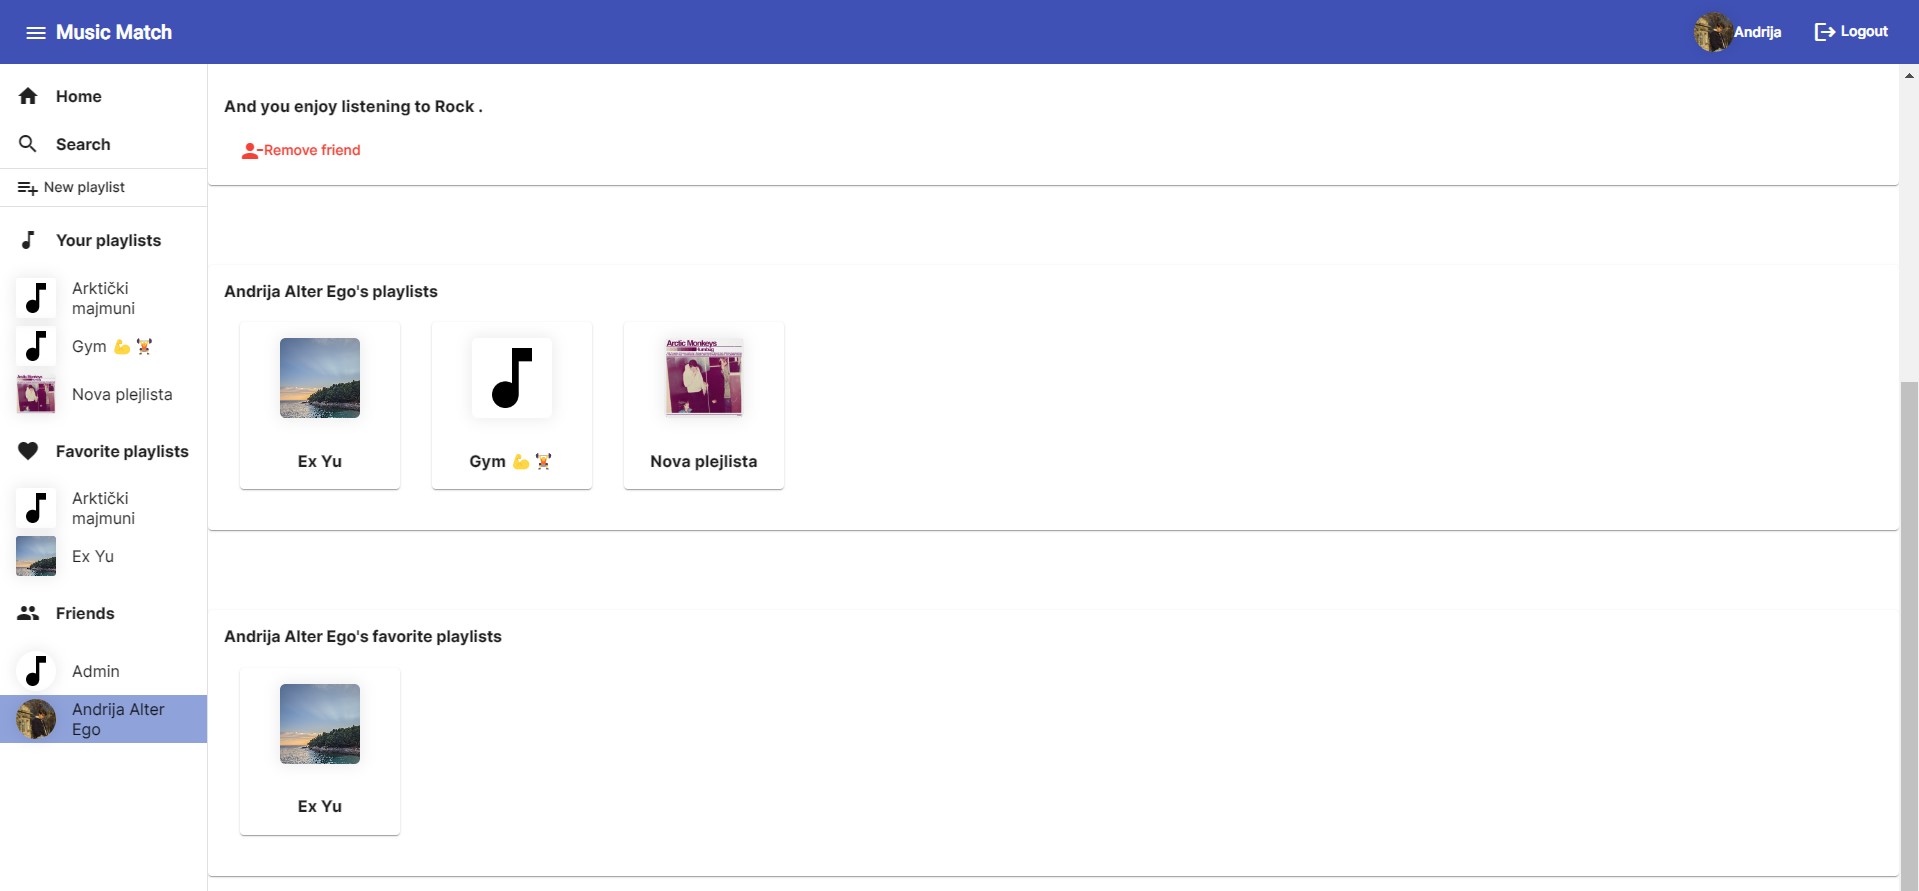 Music Match
Andrija
Logout
Home
Search
New playlist
Your playlists
Arktički
majmuni
Gym 💪 🏋
Nova plejlista
Favorite playlists
Arktički
majmuni
Ex Yu
Friends
Admin
Andrija Alter
Ego
And you enjoy listening to Rock .
Remove friend
Andrija Alter Ego's playlists
Ex Yu
Gym 💪 🏋
Arctic Monkeys
Nova plejlista
Andrija Alter Ego's favorite playlists
Ex Yu